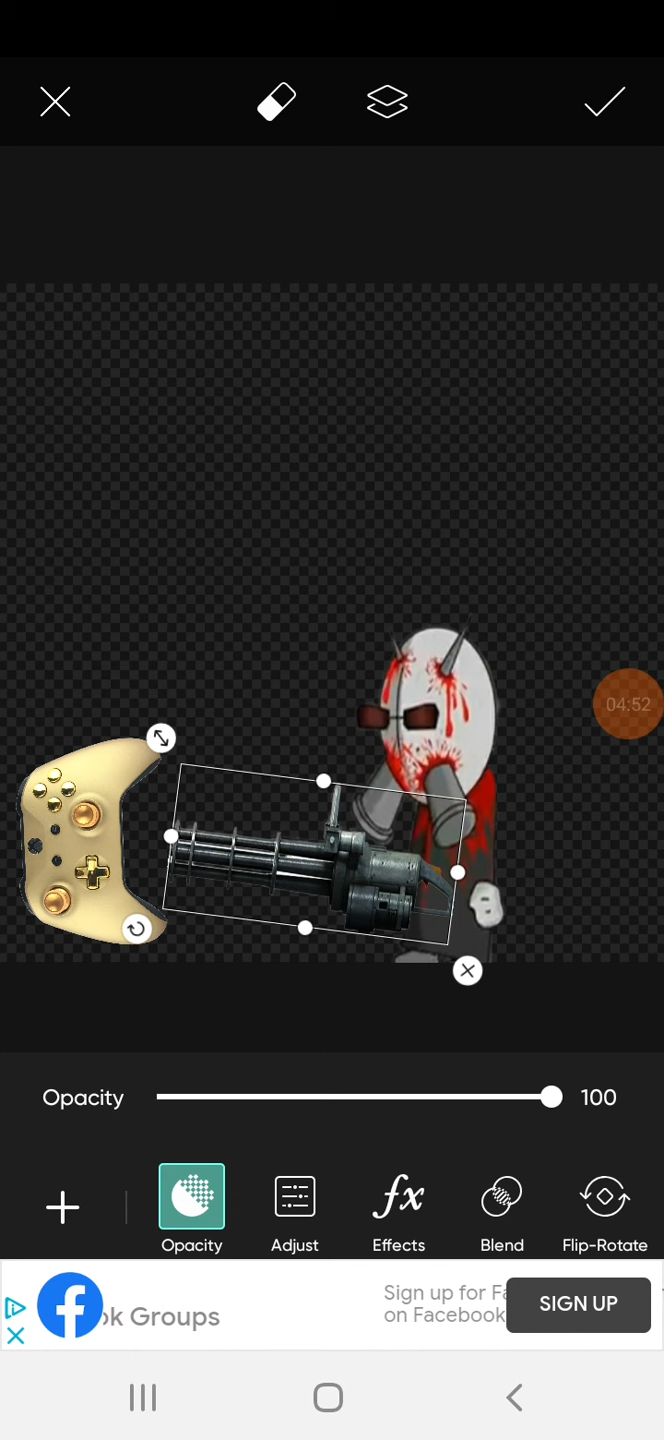 04:52
Opacity
100
fx
Opacity
Adjust
Effects
Blend
Flip-Rotate
ok Groups
Sign up for Fa
on Facebook
SIGN UP